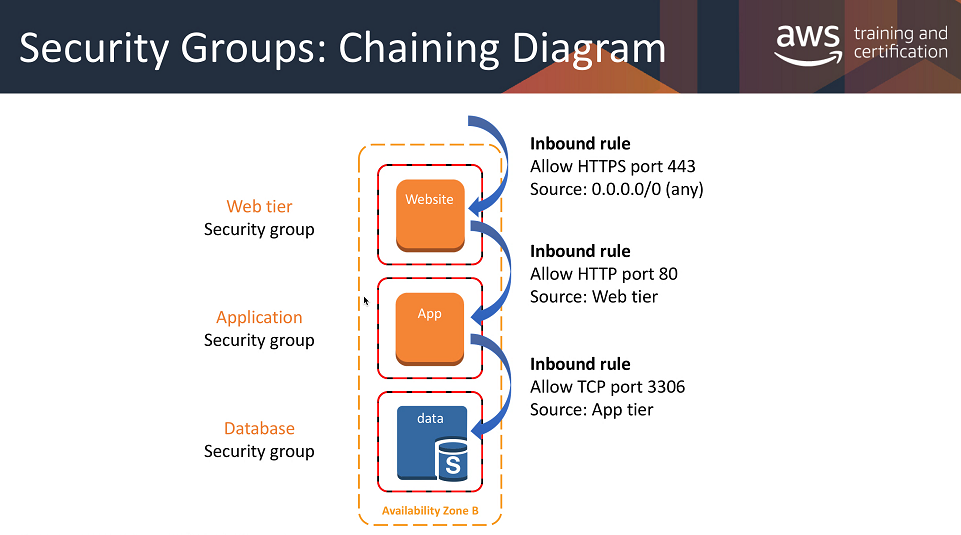 Security Groups: Chaining Diagram
aws training and certification
Inbound rule
Allow HTTPS port 443
Source: 0.0.0.0/0 (any)
Website
Web tier
Security group
Inbound rule
Allow HTTP port 80
Source: Web tier
App
Application
Security group
Inbound rule
Allow TCP port 3306
Source: App tier
data
S
Database
Security group
Availability Zone B